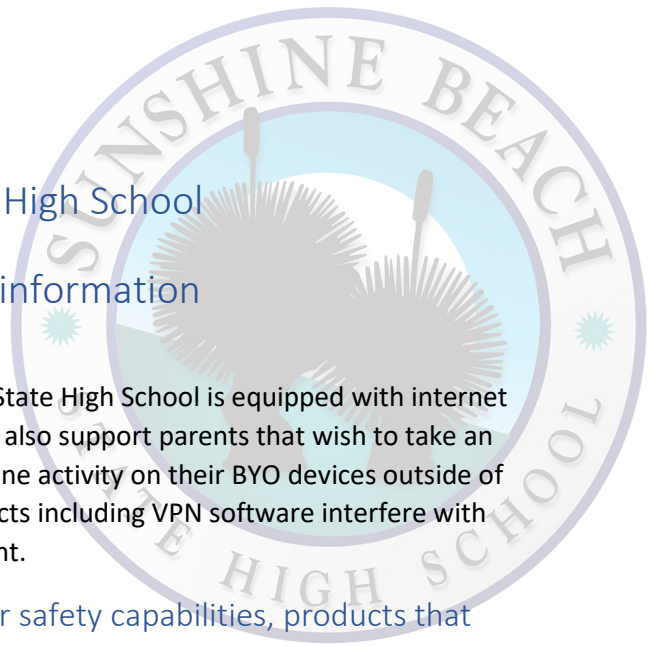 SUNSHINE BEACH
STATE HIGH SCHOOL
High School
information
State High School is equipped with internet
also support parents that wish to take an
ne activity on their BYO devices outside of
cts including VPN software interfere with
nt.
r safety capabilities, products that